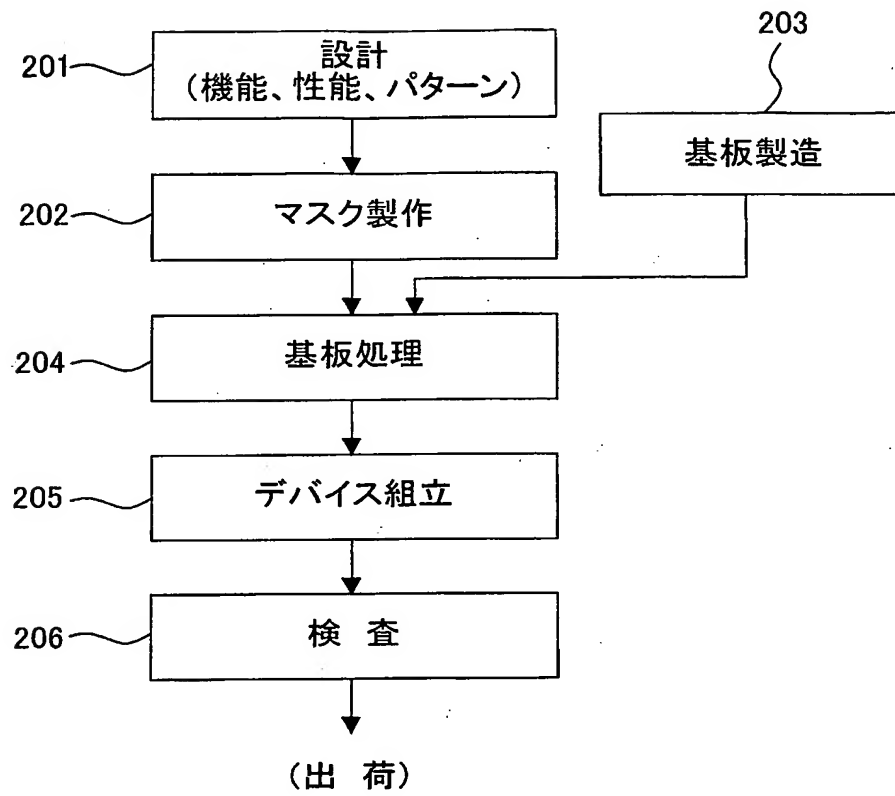 201
設計
(機能、性能、パターン)
203
基板製造
202
マスク製作
204
基板処理
205
デバイス組立
206
検 査
(出 荷)